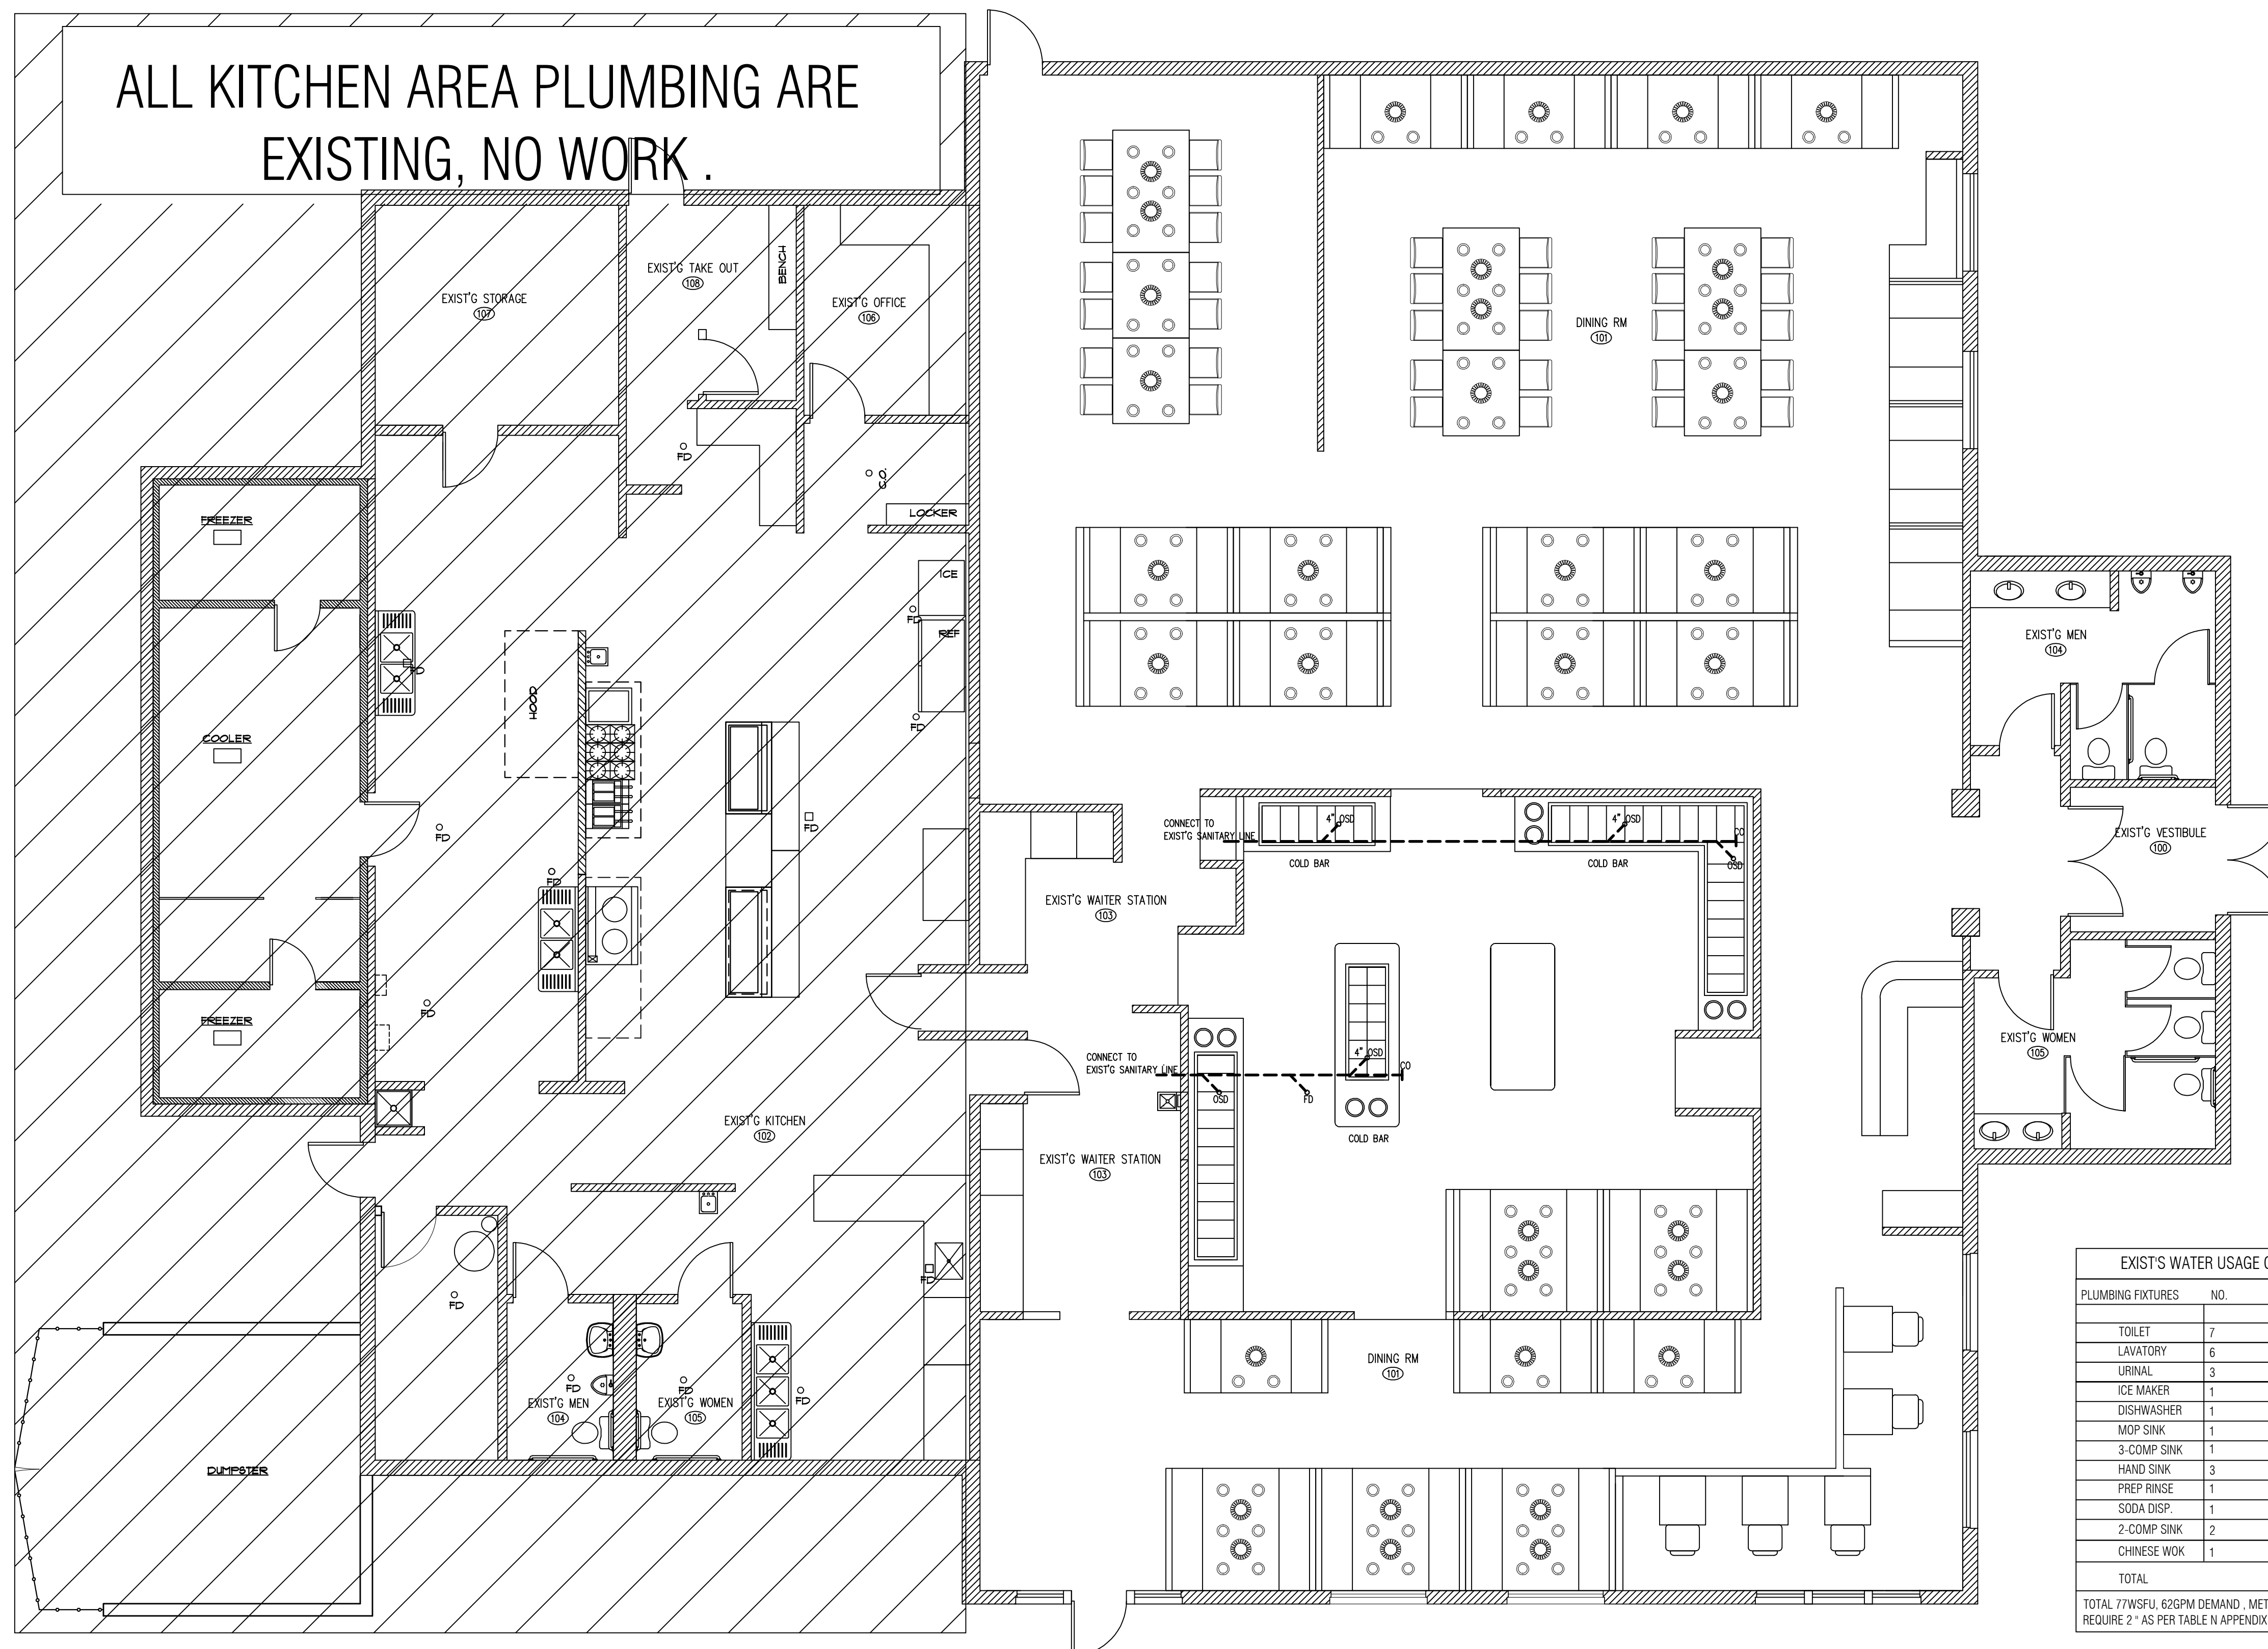 ALL KITCHEN AREA PLUMBING ARE
EXISTING, NO WORK .
EXIST'G STORAGE
107
EXIST'G TAKE OUT
108
BENCH
EXIST'G OFFICE
106
DINING RM
101
FD
C.O.
LOCKER
FREEZER
ICE
FD
REF
FD
HOOD
FD
COOLER
FD
FD
FD
FD
FREEZER
EXIST'G MEN
104
EXIST'G VESTIBULE
100
CONNECT TO
EXIST'G SANITARY LINE
4" OSD
4" OSD
CO
OSD
COLD BAR
COLD BAR
EXIST'G WAITER STATION
103
EXIST'G WOMEN
105
CONNECT TO
EXIST'G SANITARY LINE
4" OSD
CO
OSD
FD
COLD BAR
EXIST'G KITCHEN
102
EXIST'G WAITER STATION
103
FD
FD
DINING RM
101
FD
FD
FD
EXIST'G MEN
104
EXIST'G WOMEN
105
DUMPSTER
EXIST'S WATER USAGE
PLUMBING FIXTURES NO.
TOILET 7
LAVATORY 6
URINAL 3
ICE MAKER 1
DISHWASHER 1
MOP SINK 1
3-COMP SINK 1
HAND SINK 3
PREP RINSE 1
SODA DISP. 1
2-COMP SINK 2
CHINESE WOK 1
TOTAL
TOTAL 77WSFU, 62GPM DEMAND , MET
REQUIRE 2 " AS PER TABLE N APPENDIX